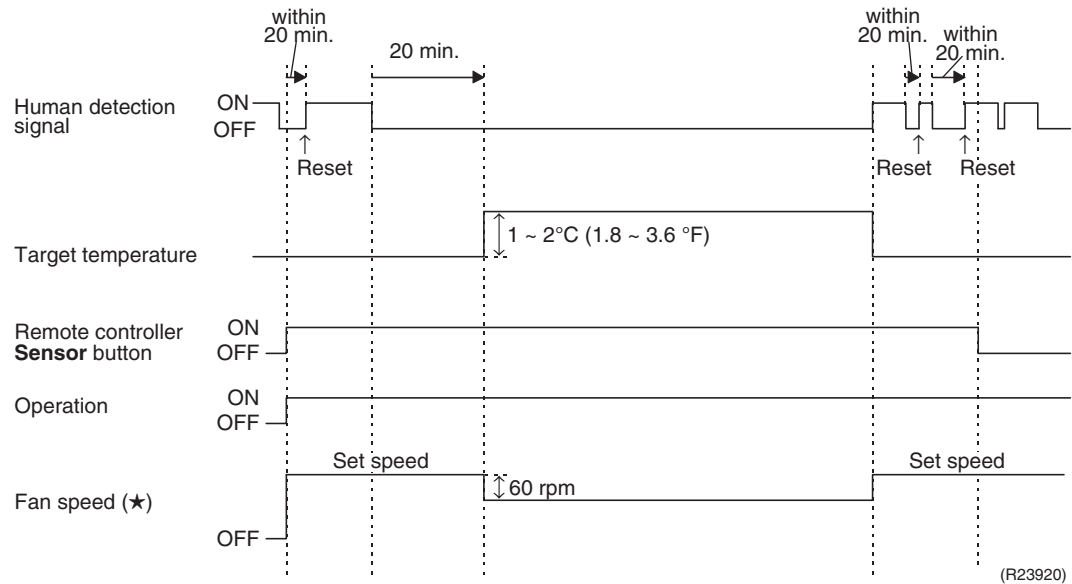 within
20 min.
20 min.
within
20 min.
within
20 min.
Human detection
signal
ON
OFF
↑
Reset
↑
Reset
↑
Reset
Target temperature
1 ~ 2°C (1.8 ~ 3.6 °F)
Remote controller
Sensor button
ON
OFF
Operation
ON
OFF
Set speed
Set speed
Fan speed (★)
60 rpm
OFF
(R23920)